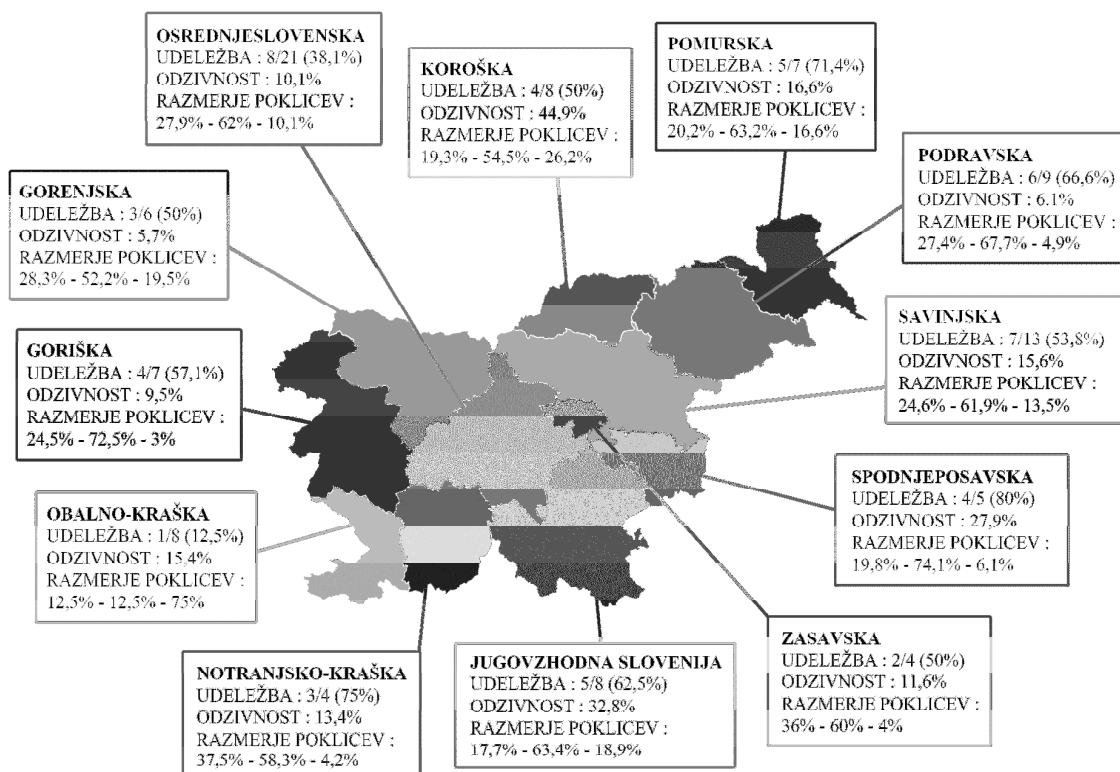 OSREDNJESLOVENSKA
UDELEŽBA : 8/21 (38,1%)
ODZIVNOST : 10,1%
RAZMERJE POKLICEV :
27,9% - 62% - 10,1%
KOROŠKA
UDELEŽBA : 4/8 (50%)
ODZIVNOST : 44,9%
RAZMERJE POKLICEV :
19,3% - 54,5% - 26,2%
POMURSKA
UDELEŽBA : 5/7 (71,4%)
ODZIVNOST : 16,6%
RAZMERJE POKLICEV :
20,2% - 63,2% - 16,6%
PODRAVSKA
UDELEŽBA : 6/9 (66,6%)
ODZIVNOST : 6.1%
RAZMERJE POKLICEV :
27,4% - 67,7% - 4,9%
GORENJSKA
UDELEŽBA : 3/6 (50%)
ODZIVNOST : 5,7%
RAZMERJE POKLICEV :
28,3% - 52,2% - 19,5%
SAVINJSKA
UDELEŽBA : 7/13 (53,8%)
ODZIVNOST : 15,6%
RAZMERJE POKLICEV :
24,6% - 61,9% - 13,5%
GORIŠKA
UDELEŽBA : 4/7 (57,1%)
ODZIVNOST : 9,5%
RAZMERJE POKLICEV :
24,5% - 72,5% - 3%
SPODNJEPOSAVSKA
UDELEŽBA : 4/5 (80%)
ODZIVNOST : 27,9%
RAZMERJE POKLICEV :
19,8% - 74,1% - 6,1%
OBALNO-KRAŠKA
UDELEŽBA : 1/8 (12,5%)
ODZIVNOST : 15,4%
RAZMERJE POKLICEV :
12,5% - 12,5% - 75%
ZASAVSKA
UDELEŽBA : 2/4 (50%)
ODZIVNOST : 11,6%
RAZMERJE POKLICEV :
36% - 60% - 4%
NOTRANJSKO-KRAŠKA
UDELEŽBA : 3/4 (75%)
ODZIVNOST : 13,4%
RAZMERJE POKLICEV :
37,5% - 58,3% - 4,2%
JUGOVZHODNA SLOVENIJA
UDELEŽBA : 5/8 (62,5%)
ODZIVNOST : 32,8%
RAZMERJE POKLICEV :
17,7% - 63,4% - 18,9%